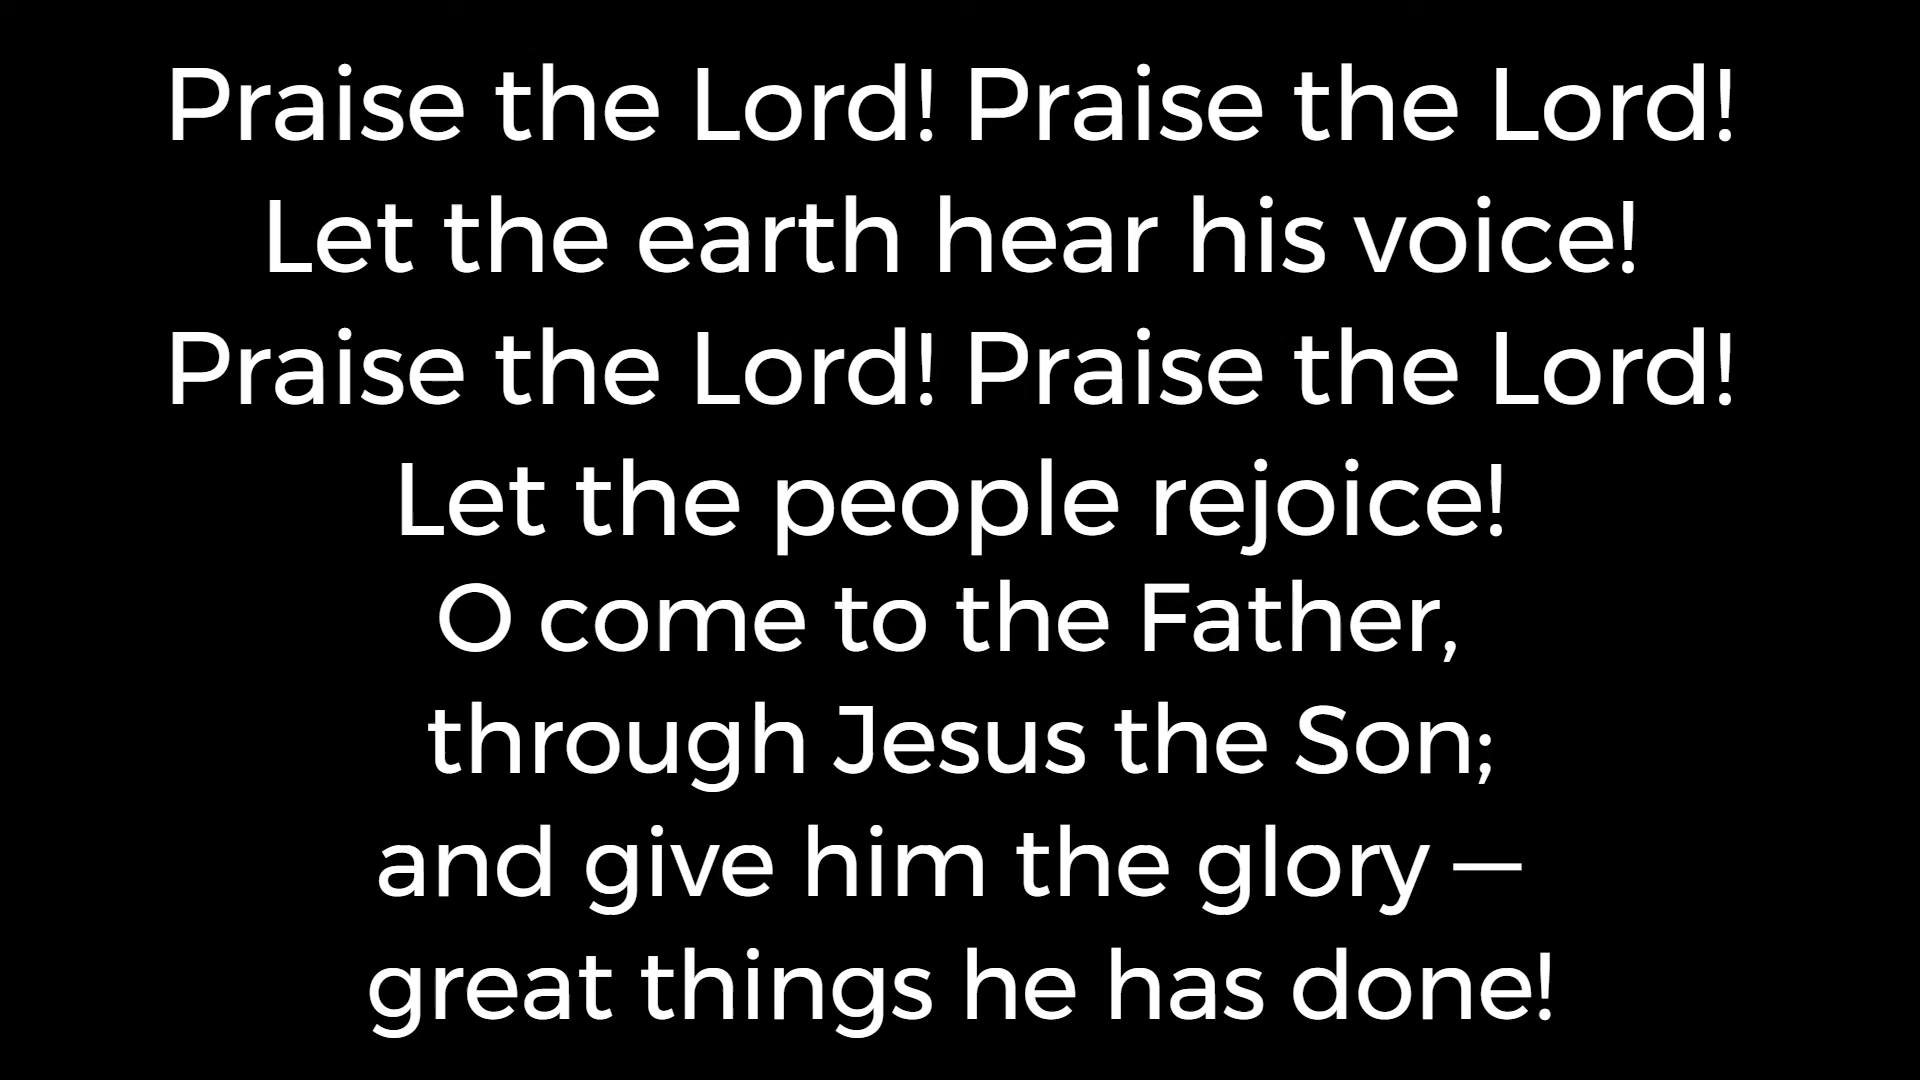 Praise the Lord! Praise the Lord!
Let the earth hear his voice!
Praise the Lord! Praise the Lord!
Let the people rejoice!
O come to the Father,
through Jesus the Son;
and give him the glory —
great things he has done!